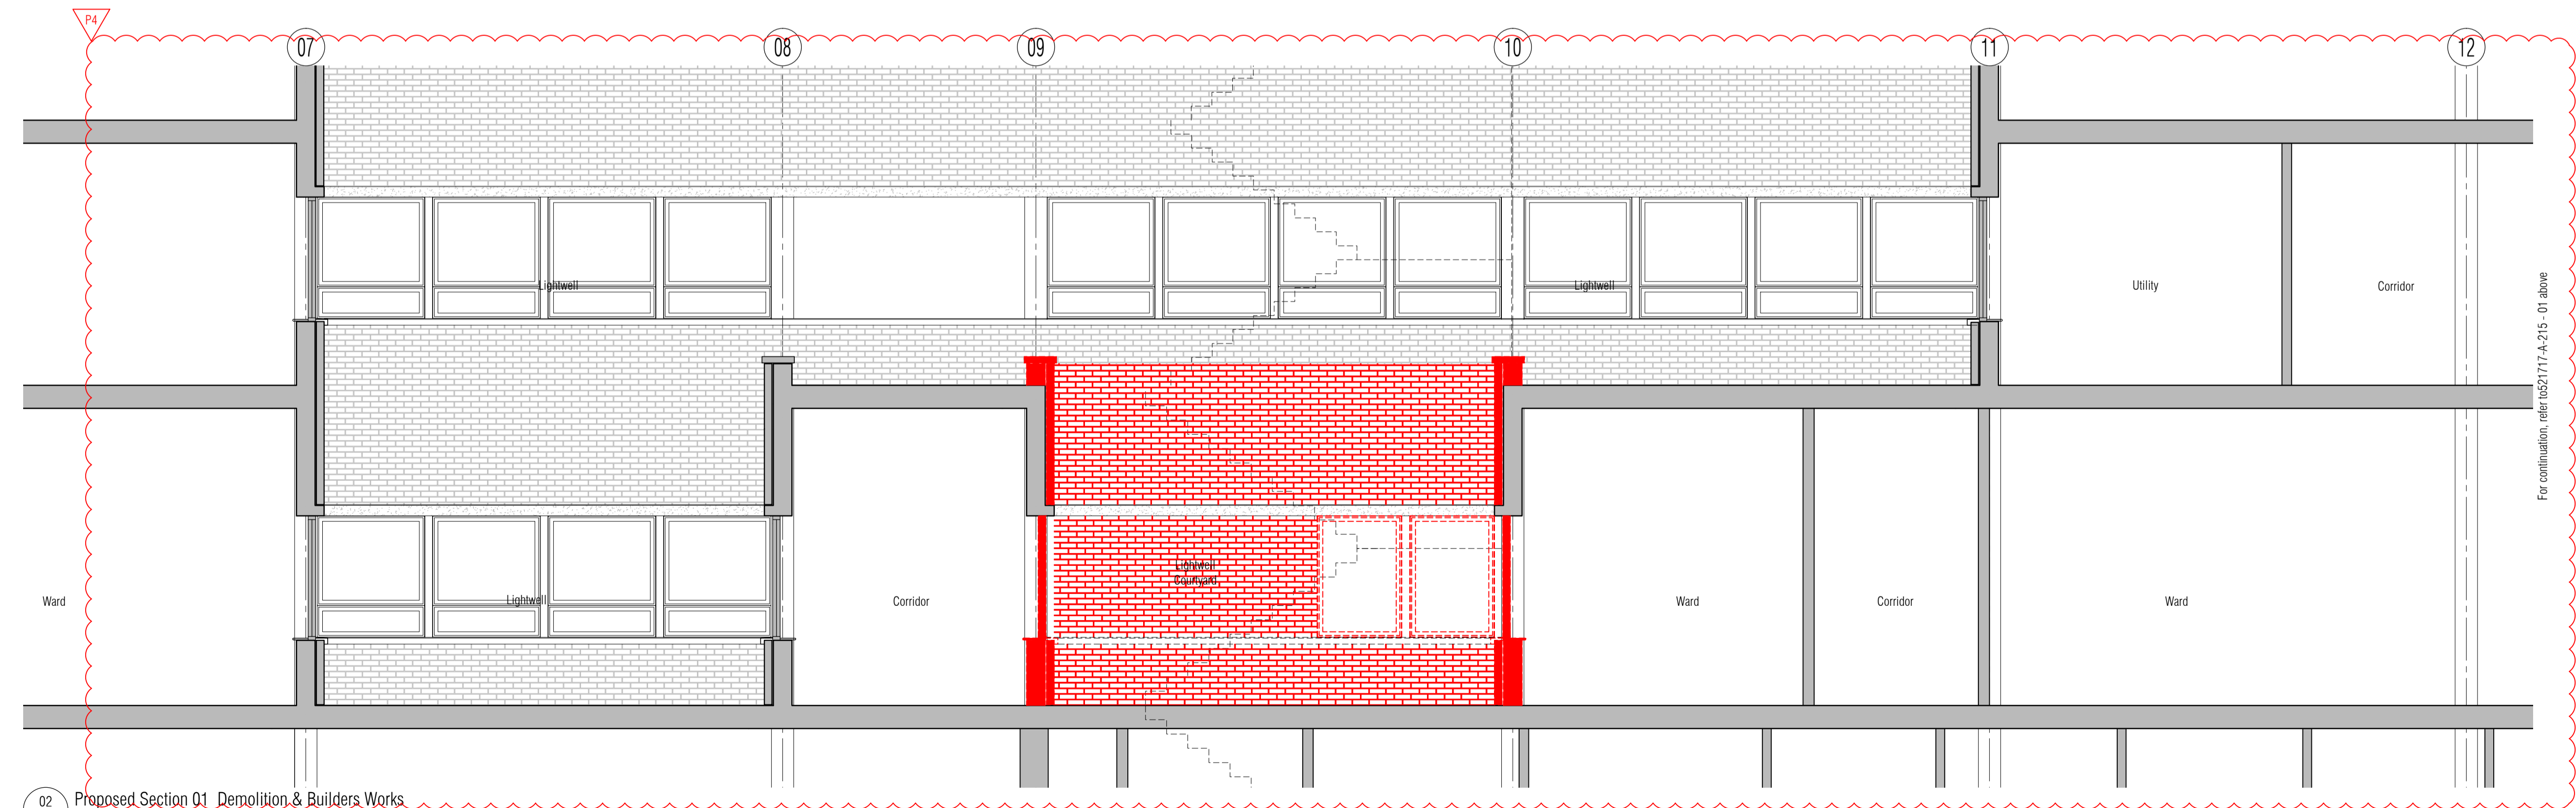 P4
07
08
09
10
11
12
Lightwell
Lightwell
Utility
Corridor
For continuation, refer to521717-A-215 - 01 above
Lightwell
Courtyard
Ward
Lightwell
Corridor
Ward
Corridor
Ward
02
Proposed Section 01 Demolition & Builders Works